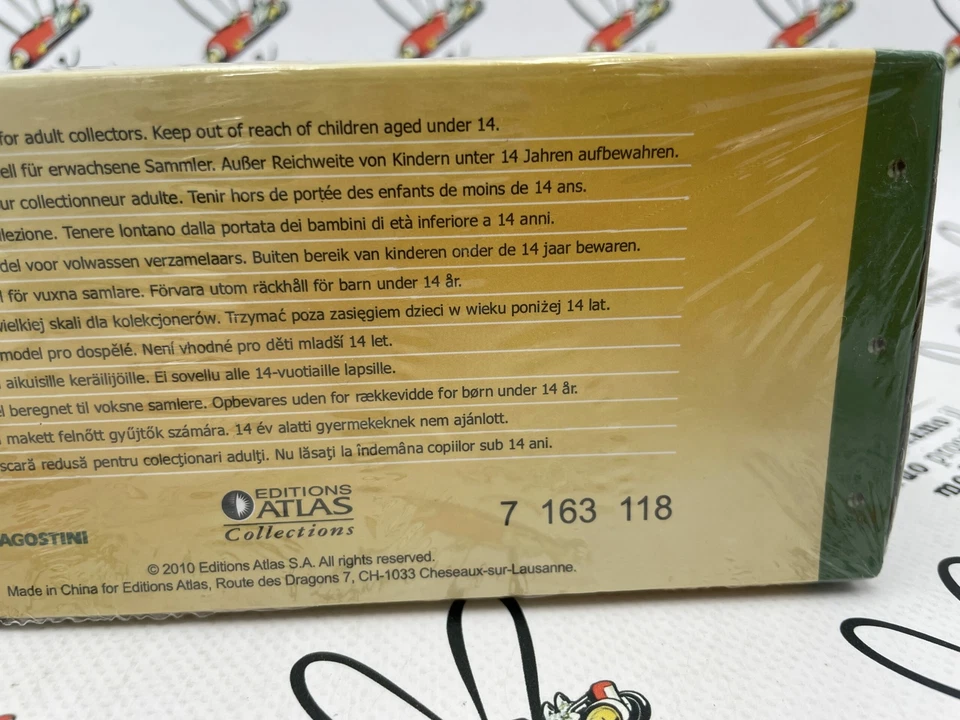 for adult collectors. Keep out of reach of children aged under 14.
ell für erwachsene Sammler. Außer Reichweite von Kindern unter 14 Jahren aufbewahren.
ur collectionneur adulte. Tenir hors de portée des enfants de moins de 14 ans.
llezione. Tenere lontano dalla portata dei bambini di età inferiore a 14 anni.
del voor volwassen verzamelaars. Buiten bereik van kinderen onder de 14 jaar bewaren.
l för vuxna samlare. Förvara utom räckhåll för barn under 14 år.
wielkiej skali dla kolekcjonerów. Trzymać poza zasięgiem dzieci w wieku poniżej 14 lat.
model pro dospělé. Není vhodné pro děti mladší 14 let.
aikuisille keräilijöille. Ei sovellu alle 14-vuotiaille lapsille.
l beregnet til voksne samlere. Opbevares uden for rækkevidde for børn under 14 år.
makett felnőtt gyűjtők számára. 14 év alatti gyermekeknek nem ajánlott.
scară redusă pentru colecţionari adulţi. Nu lăsaţi la îndemâna copiilor sub 14 ani.
AGOSTINI
EDITIONS
ATLAS
Collections
7 163 118
© 2010 Editions Atlas S.A. All rights reserved.
Made in China for Editions Atlas, Route des Dragons 7, CH-1033 Cheseaux-sur-Lausanne.